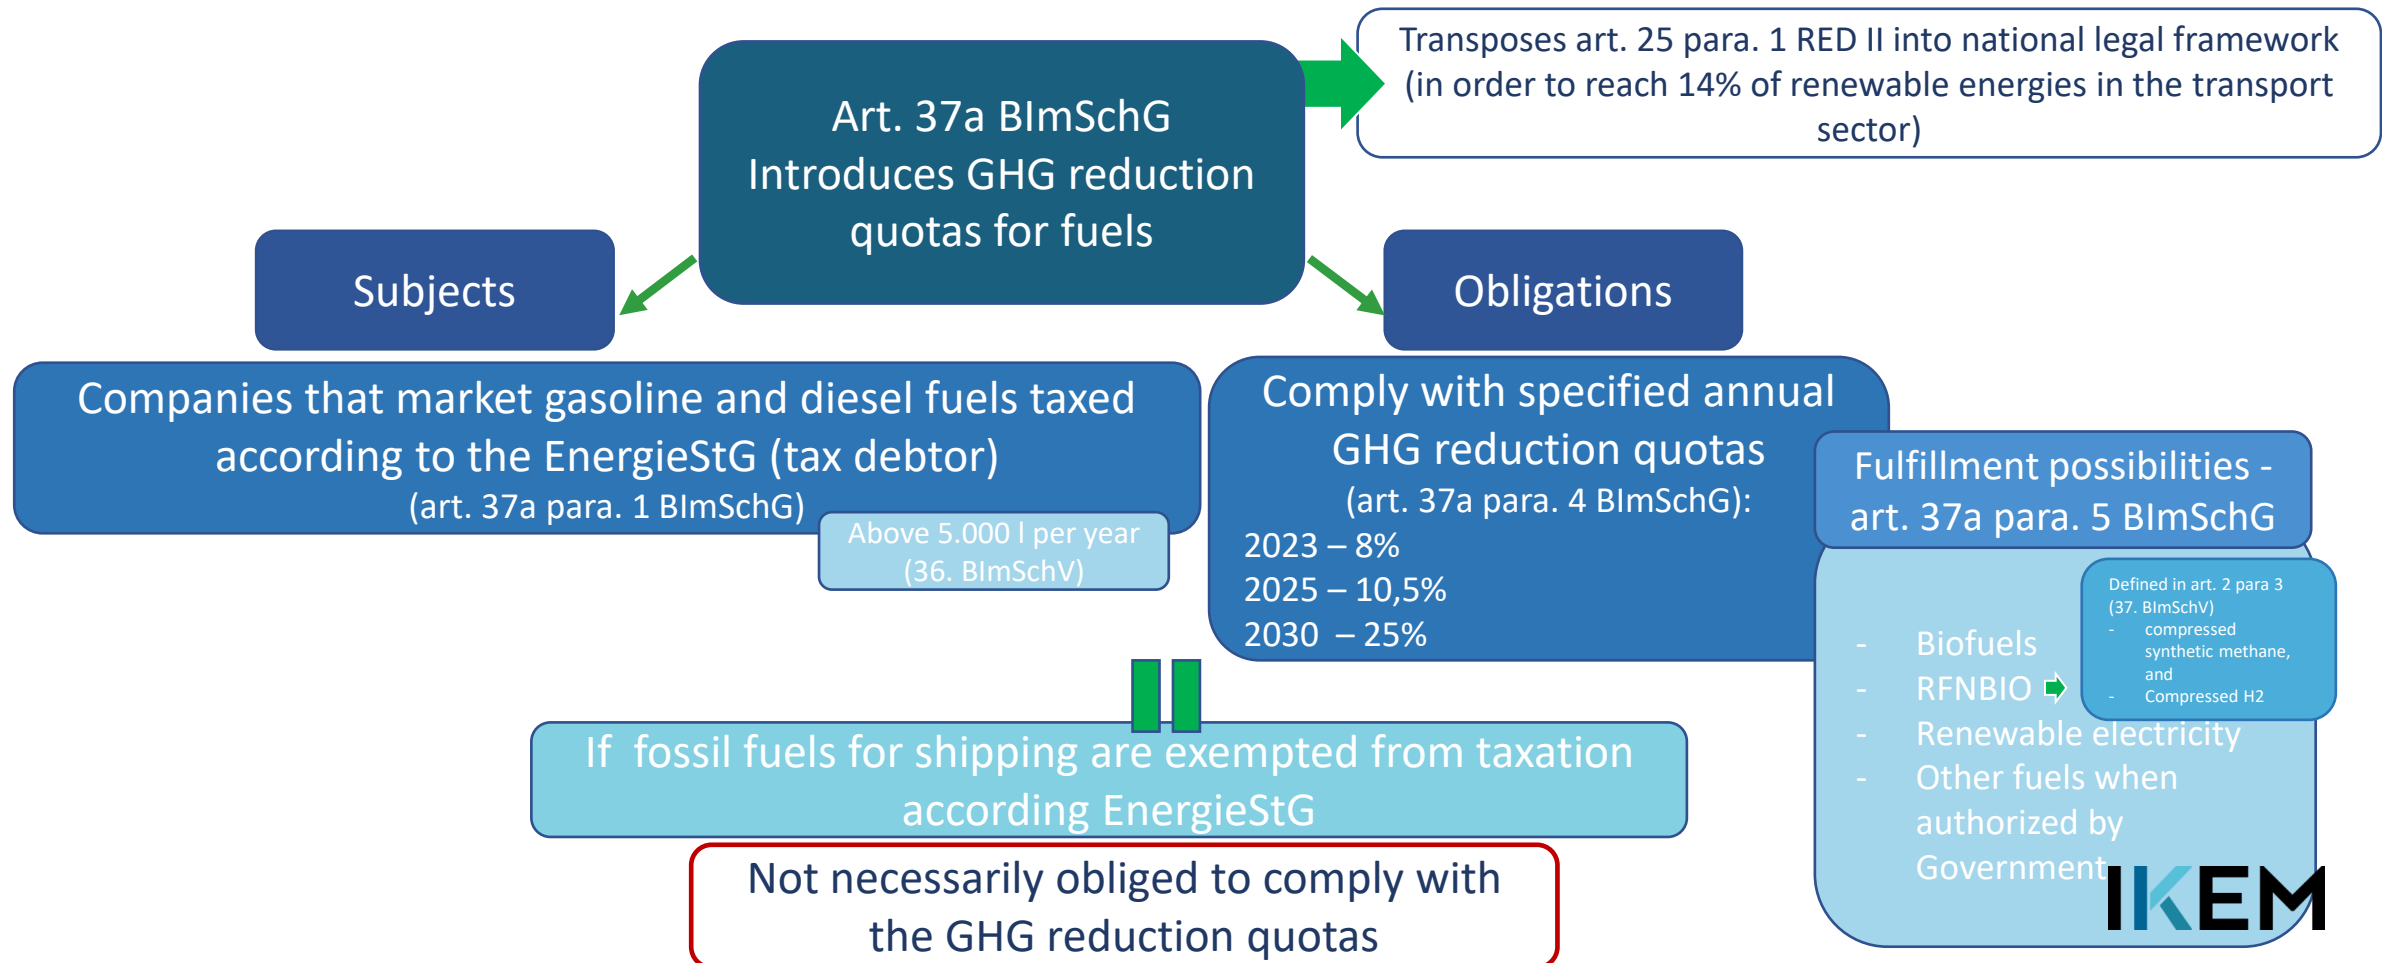 Transposes art. 25 para. 1 RED II into national legal framework
(in order to reach 14% of renewable energies in the transport
sector)
Art. 37a BImSchG
Introduces GHG reduction
quotas for fuels
Subjects
Obligations
Companies that market gasoline and diesel fuels taxed
according to the EnergieStG (tax debtor)
(art. 37a para. 1 BImSchG)
Above 5.000 l per year
(36. BImSchV)
Comply with specified annual
GHG reduction quotas
(art. 37a para. 4 BImSchG):
2023 – 8%
2025 – 10,5%
2030 – 25%
Fulfillment possibilities -
art. 37a para. 5 BImSchG
- Biofuels
- RFNBIO
- Renewable electricity
- Other fuels when
authorized by
Government
Defined in art. 2 para 3
(37. BImSchV)
- compressed
synthetic methane,
and
- Compressed H2
If fossil fuels for shipping are exempted from taxation
according EnergieStG
Not necessarily obliged to comply with
the GHG reduction quotas
IKEM